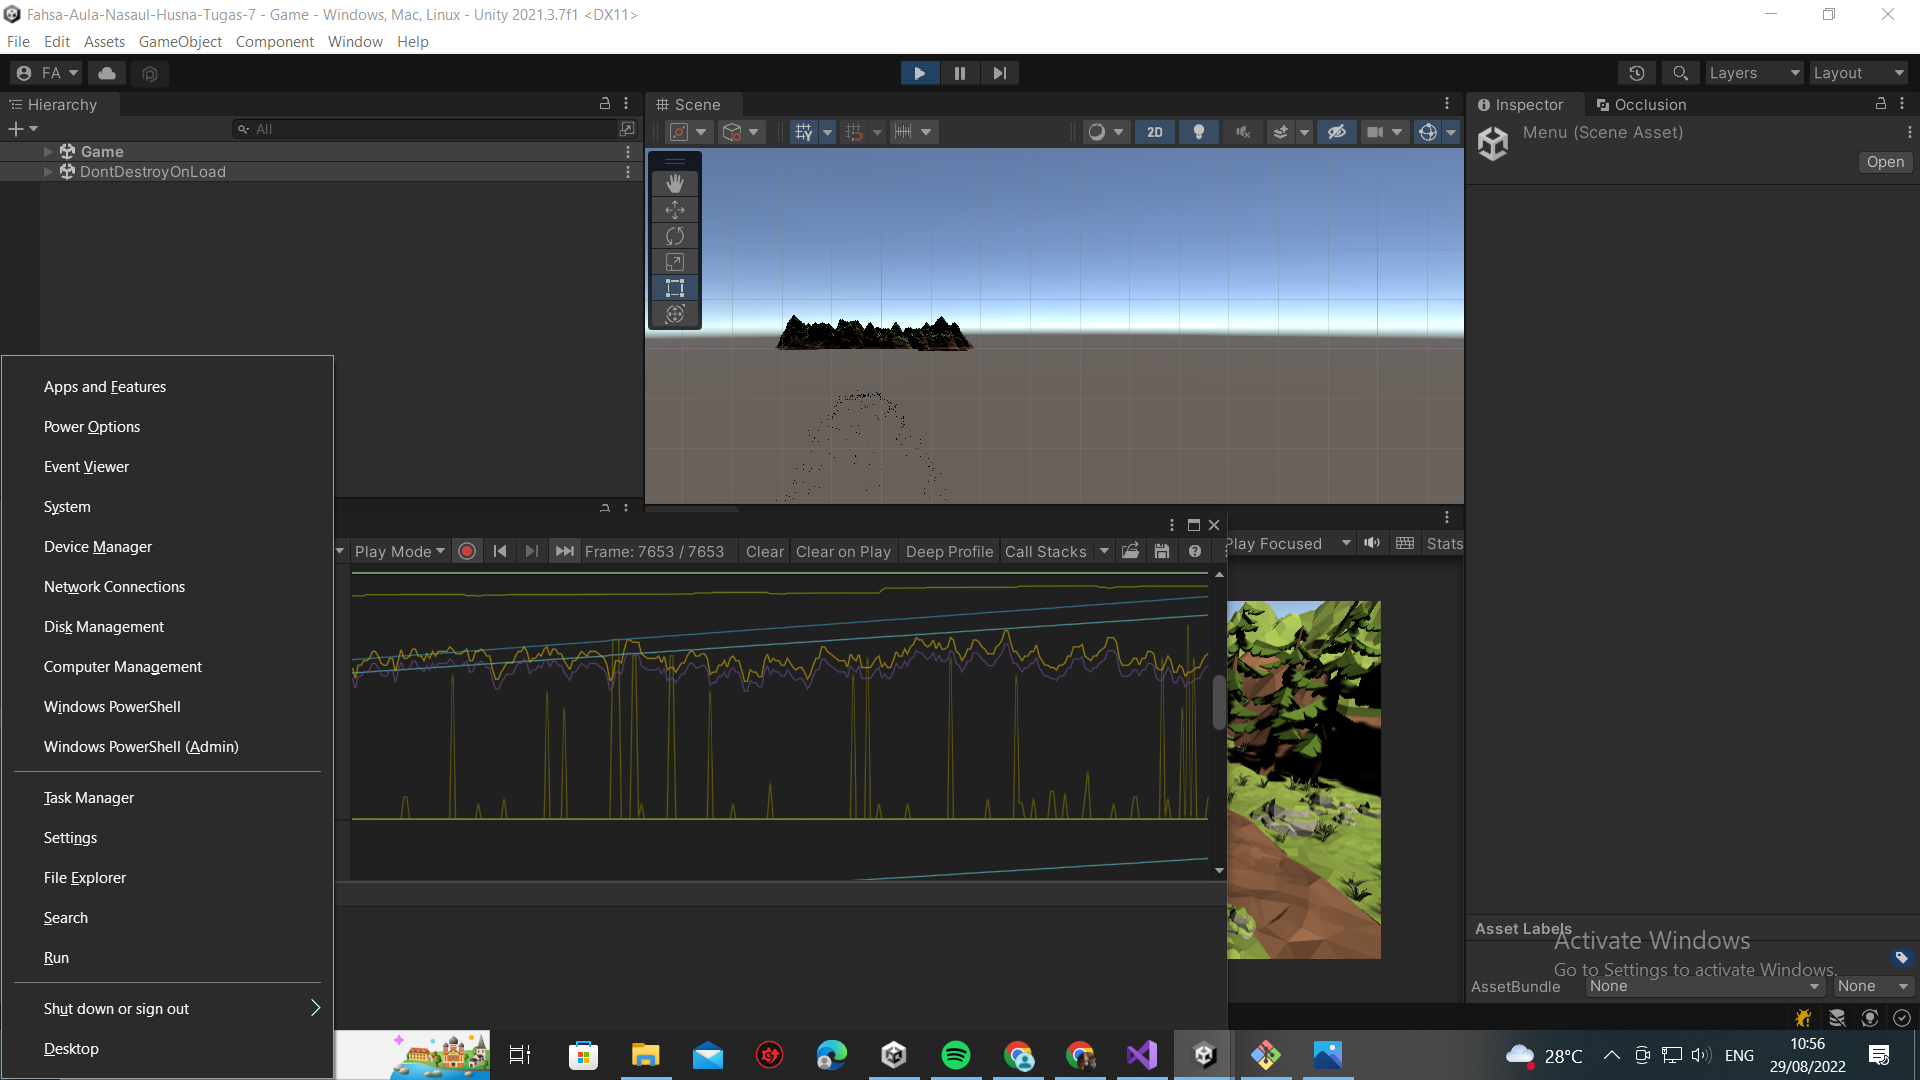 Fahsa-Aula-Nasaul-Husna-Tugas-7 - Game - Windows, Mac, Linux - Unity 2021.3.7f1 <DX11>
File Edit Assets GameObject Component Window Help
FA
Layers
Layout
Hierarchy
All
Game
DontDestroyOnLoad
Scene
2D
Inspector
Occlusion
Menu (Scene Asset)
Open
Play Mode
Frame: 7653 / 7653
Clear
Clear on Play
Deep Profile
Call Stacks
Play Focused
Stats
Apps and Features
Power Options
Event Viewer
System
Device Manager
Network Connections
Disk Management
Computer Management
Windows PowerShell
Windows PowerShell (Admin)
Task Manager
Settings
File Explorer
Search
Run
Shut down or sign out
Desktop
Asset Labels
Activate Windows
Go to Settings to activate Windows.
AssetBundle
None
None
28°C
ENG
10:56
29/08/2022